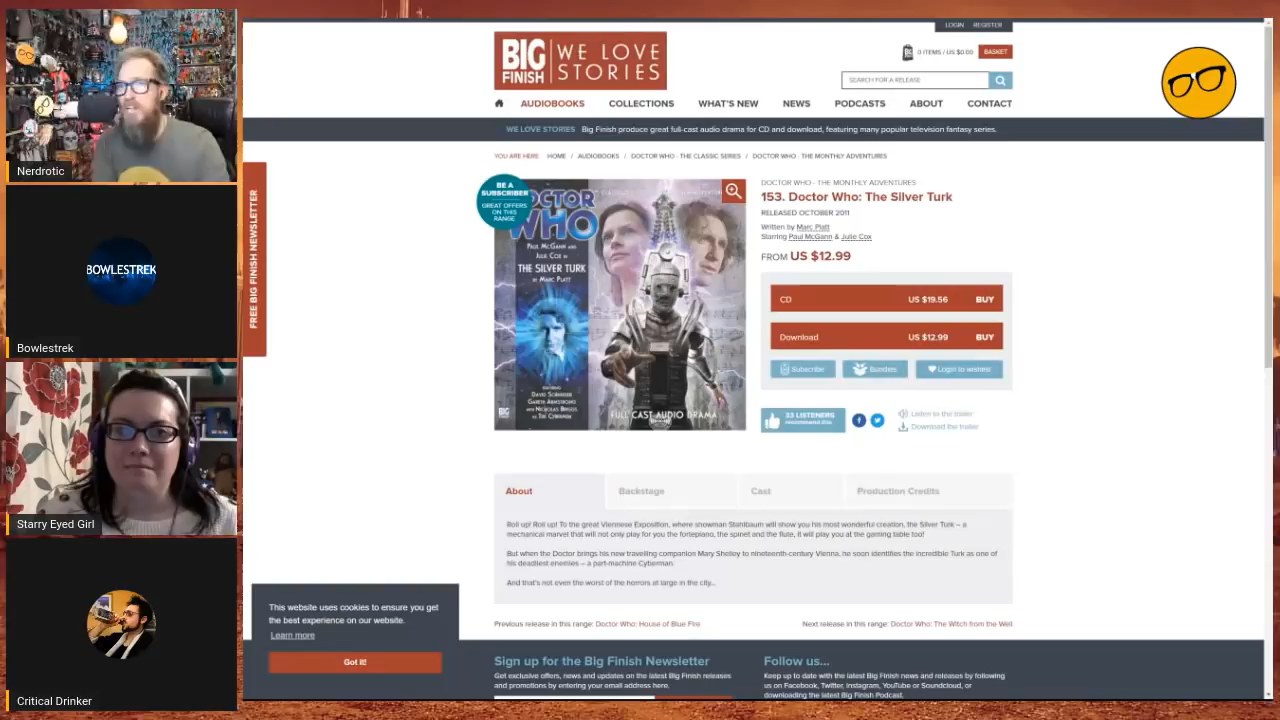 Nerdrotic
BOWLESTREK
Bowlestrek
Starry Eyed Girl
Critical Drinker
LOGIN REGISTER
BIG FINISH WE LOVE STORIES
0 ITEMS / US $0.00 BASKET
SEARCH FOR A RELEASE
AUDIOBOOKS COLLECTIONS WHAT'S NEW NEWS PODCASTS ABOUT CONTACT
WE LOVE STORIES Big Finish produce great full-cast audio drama for CD and download, featuring many popular television fantasy series.
YOU ARE HERE: HOME / AUDIOBOOKS / DOCTOR WHO - THE CLASSIC SERIES / DOCTOR WHO - THE MONTHLY ADVENTURES
FREE BIG FINISH NEWSLETTER
BE A
SUBSCRIBER
GREAT OFFERS
ON THIS
RANGE
DOCTOR
WHO
PAUL McGANN AND
JULIE COX IN
THE SILVER TURK
BY MARC PLATT
FEATURING
DAVID SCHNEIDER
GARETH ARMSTRONG
WITH NICHOLAS BRIGGS
AS THE CYBERMEN
BIG FINISH
FULL CAST AUDIO DRAMA
DOCTOR WHO - THE MONTHLY ADVENTURES
153. Doctor Who: The Silver Turk
RELEASED OCTOBER 2011
Written by Marc Platt
Starring Paul McGann & Julie Cox
FROM US $12.99
CD US $19.56 BUY
Download US $12.99 BUY
Subscribe Bundles Login to wishlist
33 LISTENERS
recommend this
Listen to the trailer
Download the trailer
About Backstage Cast Production Credits
Roll up! Roll up! To the great Viennese Exposition, where showman Stahlbaum will show you his most wonderful creation, the Silver Turk – a
mechanical marvel that will not only play for you the fortepiano, the spinet and the flute, it will play you at the gaming table too!
But when the Doctor brings his new travelling companion Mary Shelley to nineteenth-century Vienna, he soon identifies the incredible Turk as one of
his deadliest enemies – a part-machine Cyberman.
And that's not even the worst of the horrors at large in the city...
Previous release in this range: Doctor Who: House of Blue Fire
Next release in this range: Doctor Who: The Witch from the Well
This website uses cookies to ensure you get
the best experience on our website.
Learn more
Got it!
Sign up for the Big Finish Newsletter
Get exclusive offers, news and updates on the latest Big Finish releases
and promotions by entering your email address here.
Follow us...
Keep up to date with the latest Big Finish news and releases by following
us on Facebook, Twitter, Instagram, YouTube or Soundcloud, or
downloading the latest Big Finish Podcast.